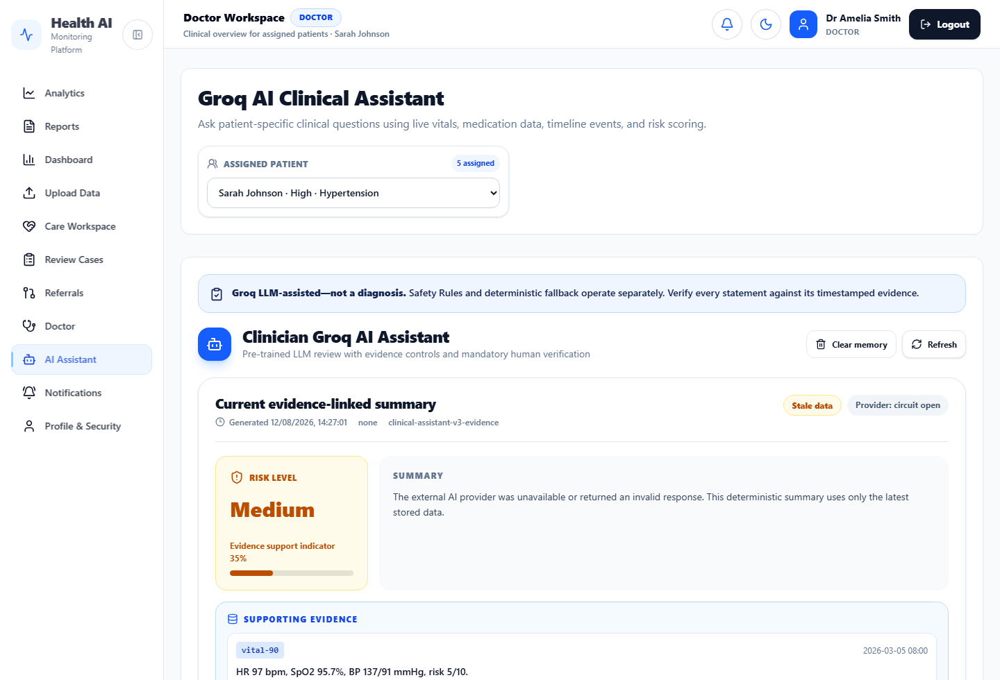 Health AI
Monitoring
Platform
Analytics
Reports
Dashboard
Upload Data
Care Workspace
Review Cases
Referrals
Doctor
AI Assistant
Notifications
Profile & Security
Doctor Workspace
DOCTOR
Clinical overview for assigned patients · Sarah Johnson
Dr Amelia Smith
DOCTOR
Logout
Groq AI Clinical Assistant
Ask patient-specific clinical questions using live vitals, medication data, timeline events, and risk scoring.
ASSIGNED PATIENT
5 assigned
Sarah Johnson · High · Hypertension
Groq LLM-assisted—not a diagnosis. Safety Rules and deterministic fallback operate separately. Verify every statement against its timestamped evidence.
Clinician Groq AI Assistant
Pre-trained LLM review with evidence controls and mandatory human verification
Clear memory
Refresh
Current evidence-linked summary
Generated 12/08/2026, 14:27:01 none clinical-assistant-v3-evidence
Stale data
Provider: circuit open
RISK LEVEL
Medium
Evidence support indicator
35%
SUMMARY
The external AI provider was unavailable or returned an invalid response. This deterministic summary uses only the latest
stored data.
SUPPORTING EVIDENCE
vital-90
2026-03-05 08:00
HR 97 bpm, SpO2 95.7%, BP 137/91 mmHg, risk 5/10.